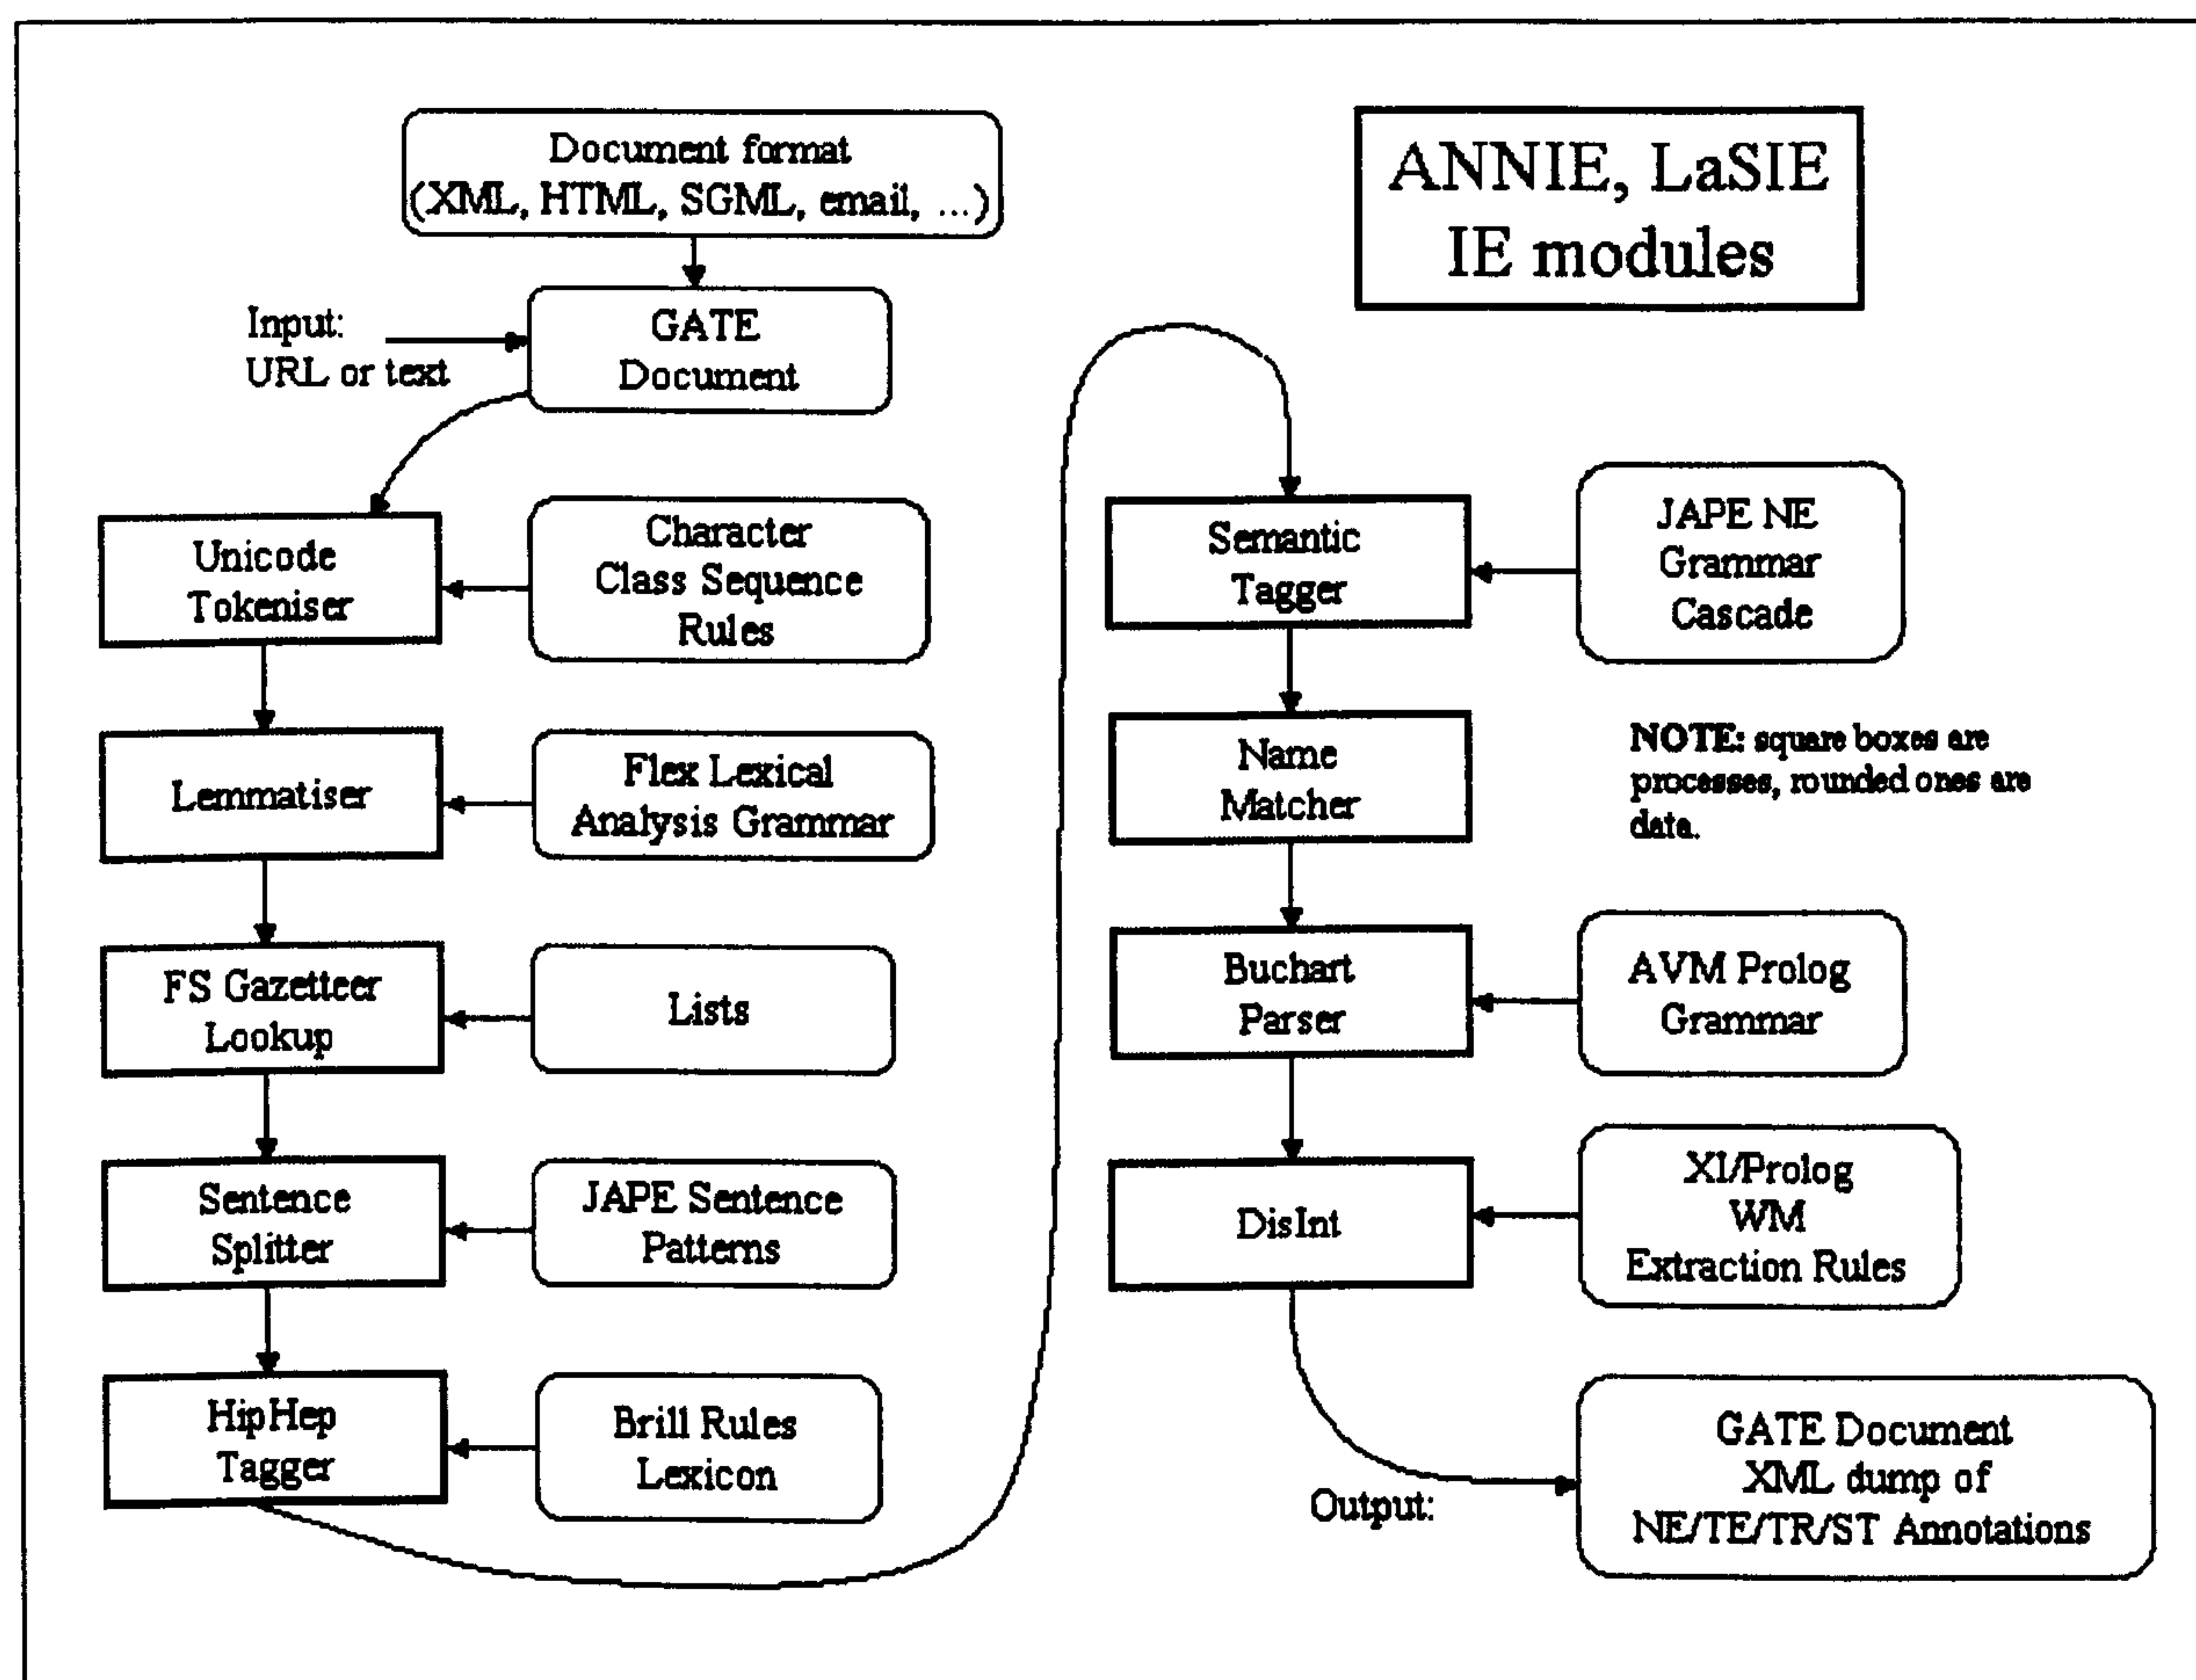 Document format
(XML, HTML, SGML, email, ...)
ANNIE, LaSIE
IE modules
Input:
URL or text
GATE
Document
Unicode
Tokeniser
Character
Class Sequence
Rules
Lemmatiser
Flex Lexical
Analysis Grammar
FS Gazetteer
Lookup
Lists
Sentence
Splitter
JAPE Sentence
Patterns
HipHep
Tagger
Brill Rules
Lexicon
Semantic
Tagger
JAPE NE
Grammar
Cascade
Name
Matcher
NOTE: square boxes are
processes, rounded ones are
data.
Buchart
Parser
AVM Prolog
Grammar
DisInt
XI/Prolog
WM
Extraction Rules
Output:
GATE Document
XML dump of
NE/TE/TR/ST Annotations